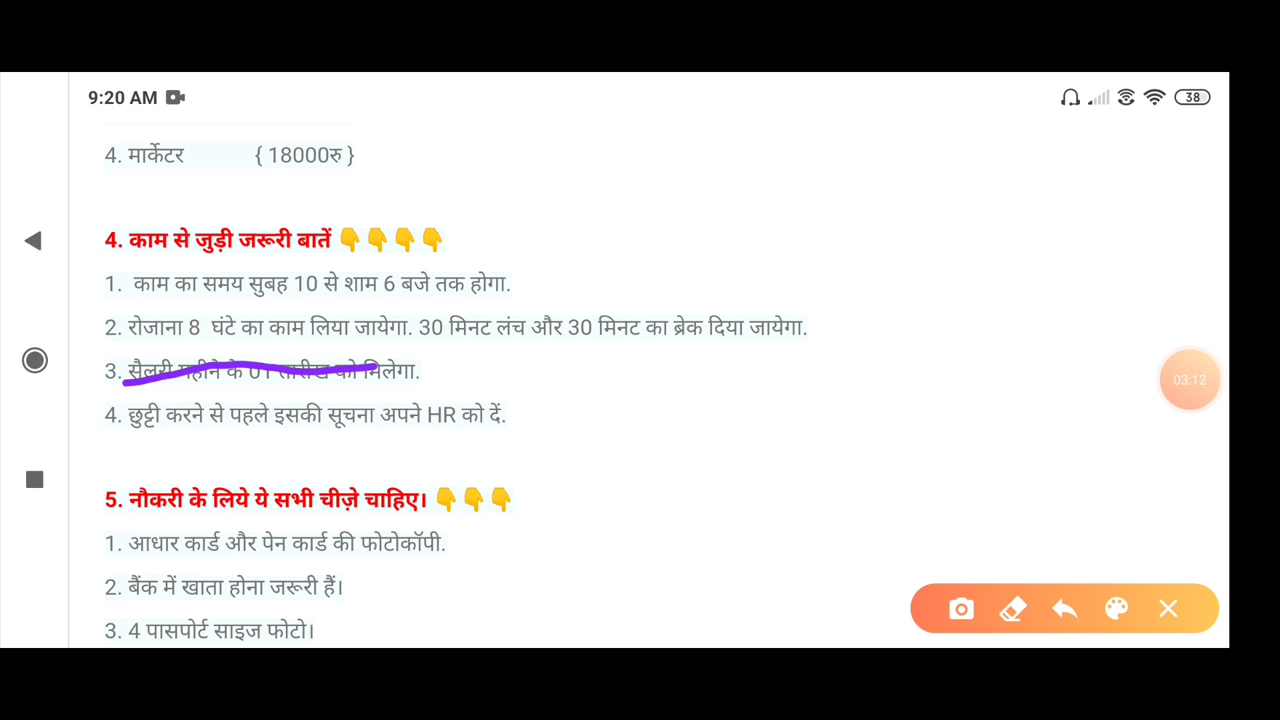 9:20 AM
38
4. मार्केटर { 18000रु }
4. काम से जुड़ी जरूरी बातें 👇👇👇👇
1. काम का समय सुबह 10 से शाम 6 बजे तक होगा.
2. रोजाना 8 घंटे का काम लिया जायेगा. 30 मिनट लंच और 30 मिनट का ब्रेक दिया जायेगा.
3. सैलरी महीने के 01 तारीख को मिलेगा.
03:12
4. छुट्टी करने से पहले इसकी सूचना अपने HR को दें.
5. नौकरी के लिये ये सभी चीज़े चाहिए। 👇👇👇
1. आधार कार्ड और पेन कार्ड की फोटोकॉपी.
2. बैंक में खाता होना जरूरी हैं।
3. 4 पासपोर्ट साइज फोटो।